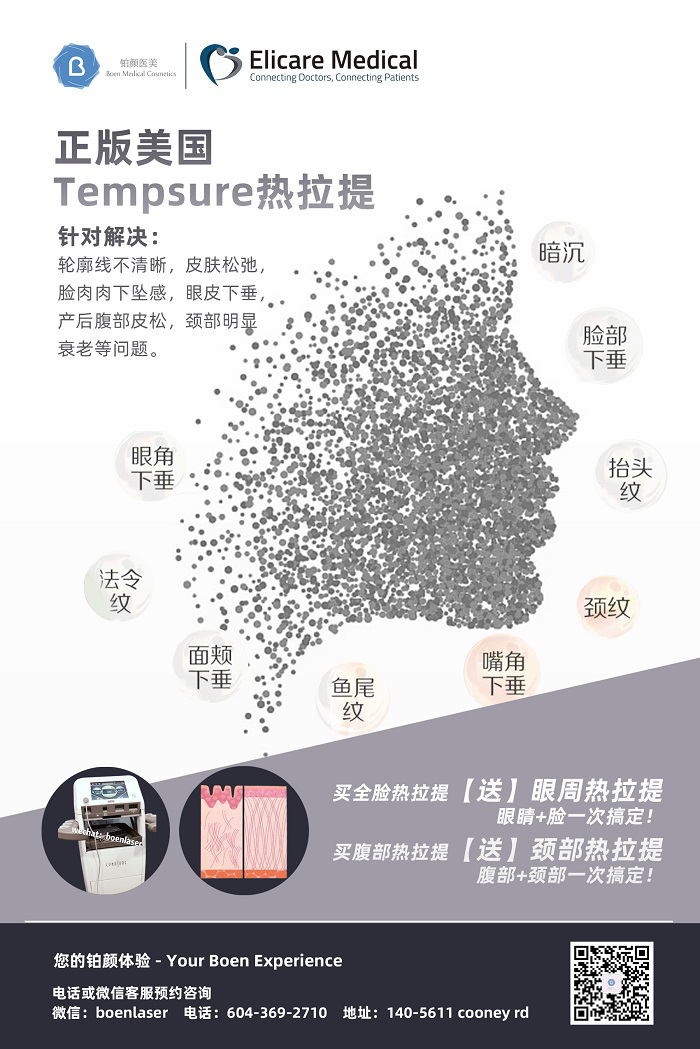 铂颜医美
Boen Medical Cosmetics
Elicare Medical
Connecting Doctors, Connecting Patients
正版美国
Tempsure热拉提
针对解决：
轮廓线不清晰，皮肤松弛，
脸肉肉下坠感，眼皮下垂，
产后腹部皮松，颈部明显
衰老等问题。
暗沉
脸部
下垂
眼角
下垂
抬头
纹
法令
纹
颈纹
面颊
下垂
鱼尾
纹
嘴角
下垂
wechat: boenlaser
买全脸热拉提【送】眼周热拉提
眼睛+脸一次搞定！
买腹部热拉提【送】颈部热拉提
腹部+颈部一次搞定！
您的铂颜体验 - Your Boen Experience
电话或微信客服预约咨询
微信：boenlaser 电话：604-369-2710 地址：140-5611 cooney rd